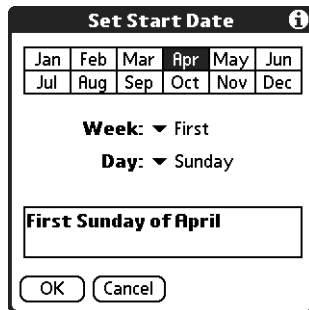 Set Start Date
Jan Feb Mar Apr May Jun
Jul Aug Sep Oct Nov Dec
Week: First
Day: Sunday
First Sunday of April
OK Cancel